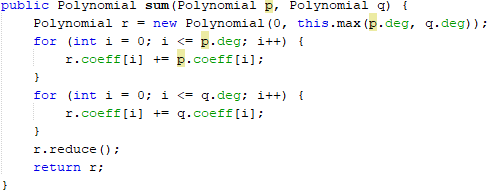 public Polynomial sum(Polynomial p, Polynomial q) {
    Polynomial r = new Polynomial(0, this.max(p.deg, q.deg));
    for (int i = 0; i <= p.deg; i++) {
        r.coeff[i] += p.coeff[i];
    }
    for (int i = 0; i <= q.deg; i++) {
        r.coeff[i] += q.coeff[i];
    }
    r.reduce();
    return r;
}